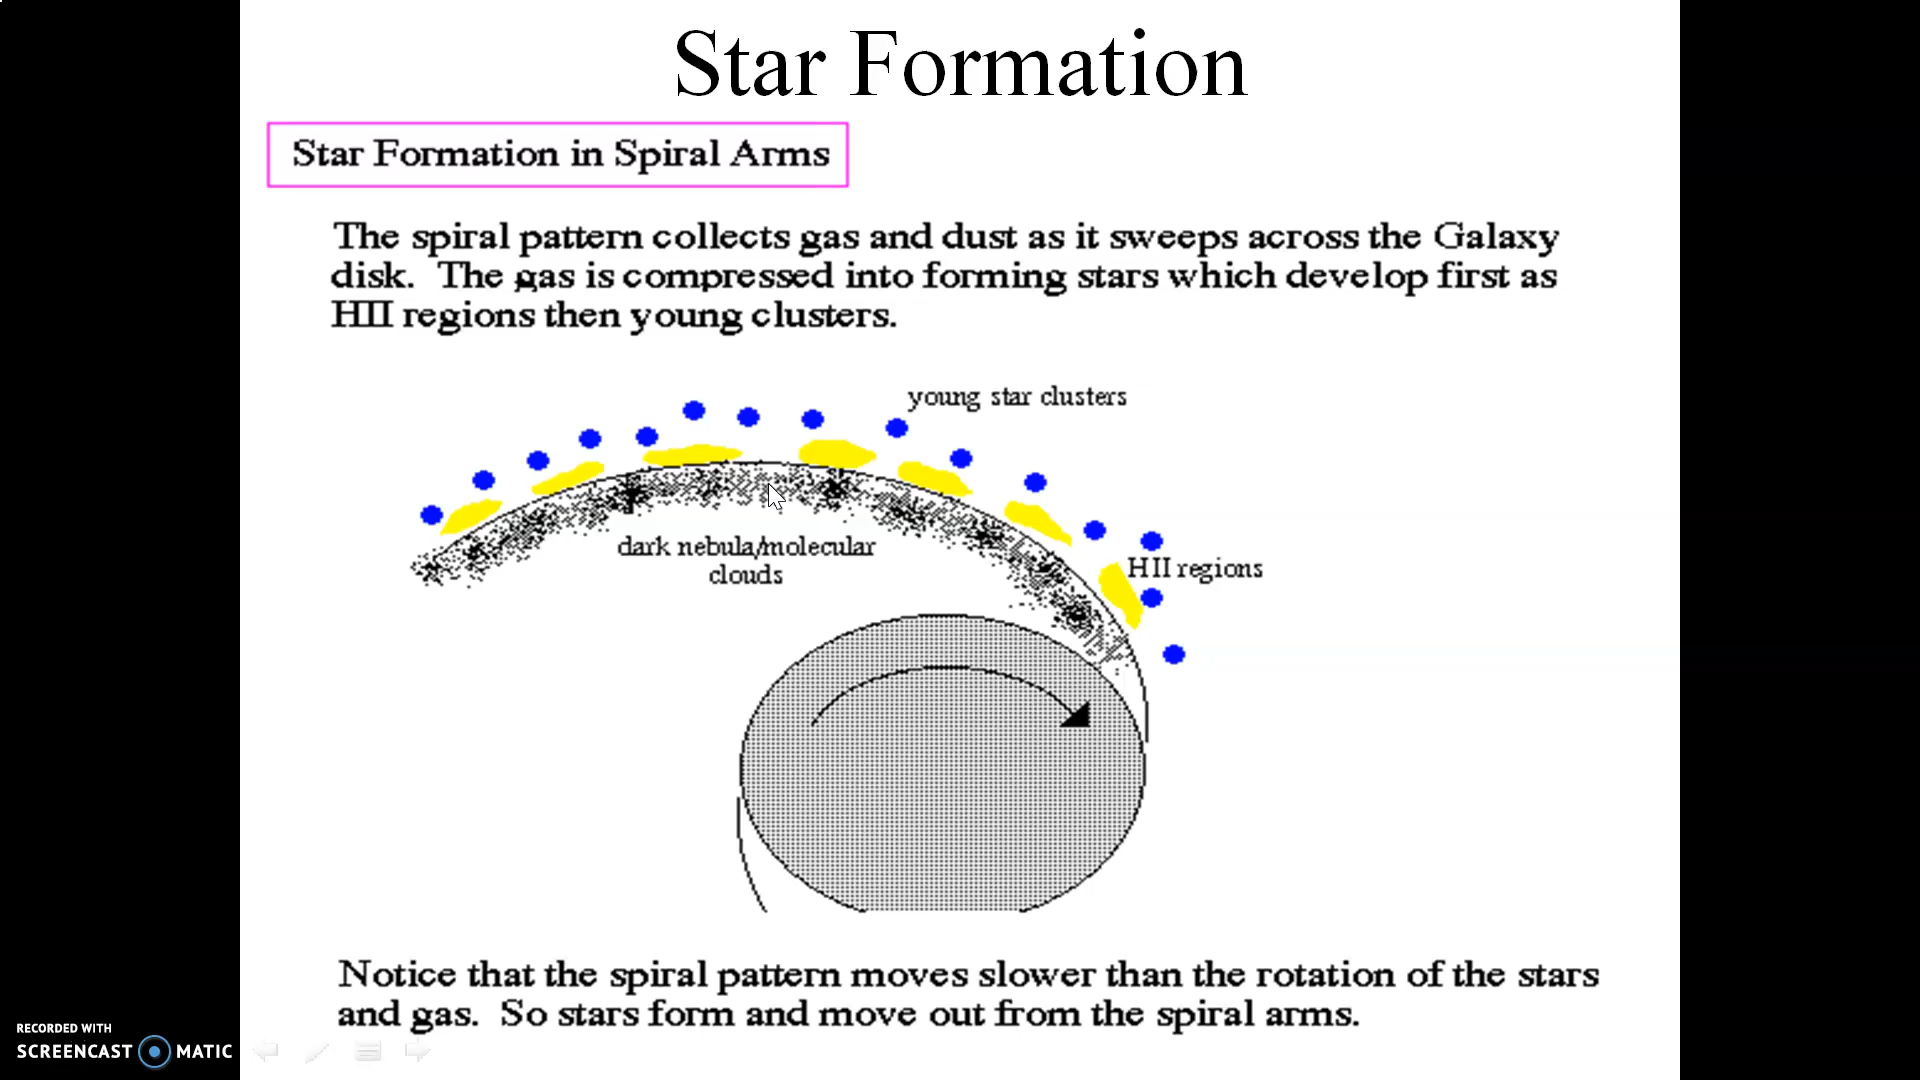 Star Formation
Star Formation in Spiral Arms
The spiral pattern collects gas and dust as it sweeps across the Galaxy
disk. The gas is compressed into forming stars which develop first as
HII regions then young clusters.
young star clusters
dark nebula/molecular
clouds
HII regions
Notice that the spiral pattern moves slower than the rotation of the stars
and gas. So stars form and move out from the spiral arms.
RECORDED WITH
SCREENCAST MATIC